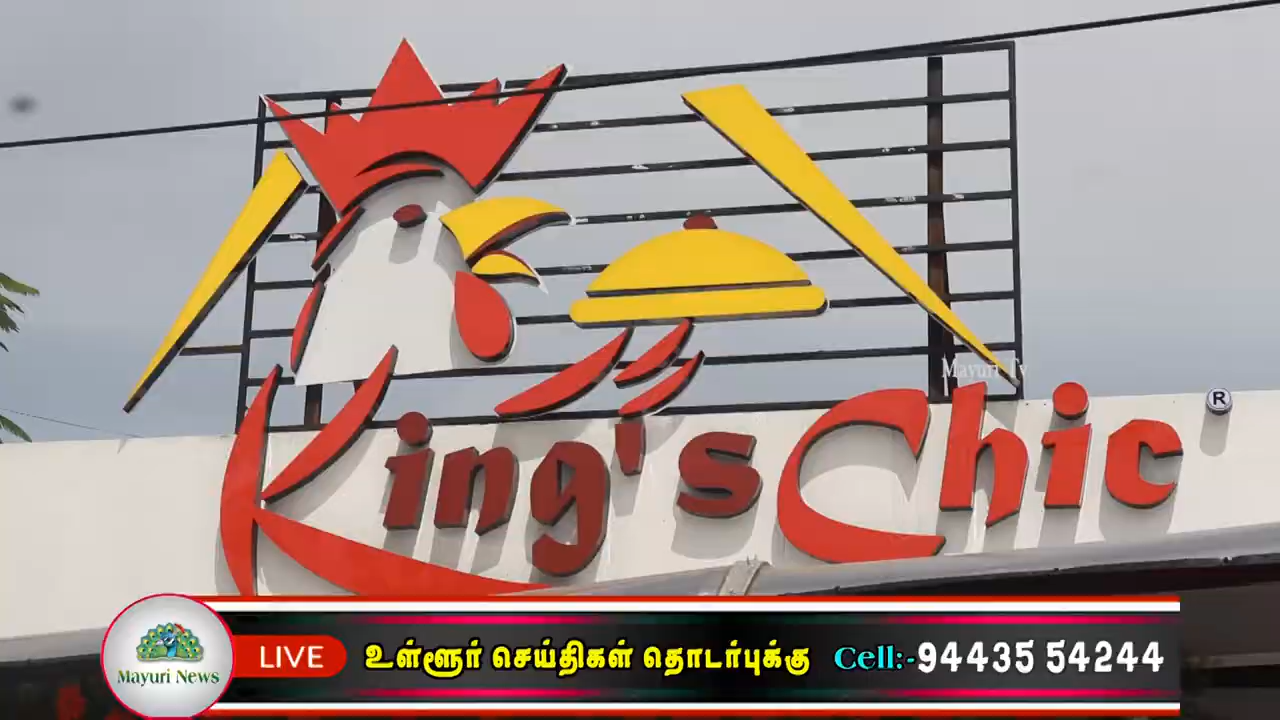 Mayuri Tv
King's Chic ®
Mayuri News
LIVE
உள்ளூர் செய்திகள் தொடர்புக்கு Cell:-94435 54244